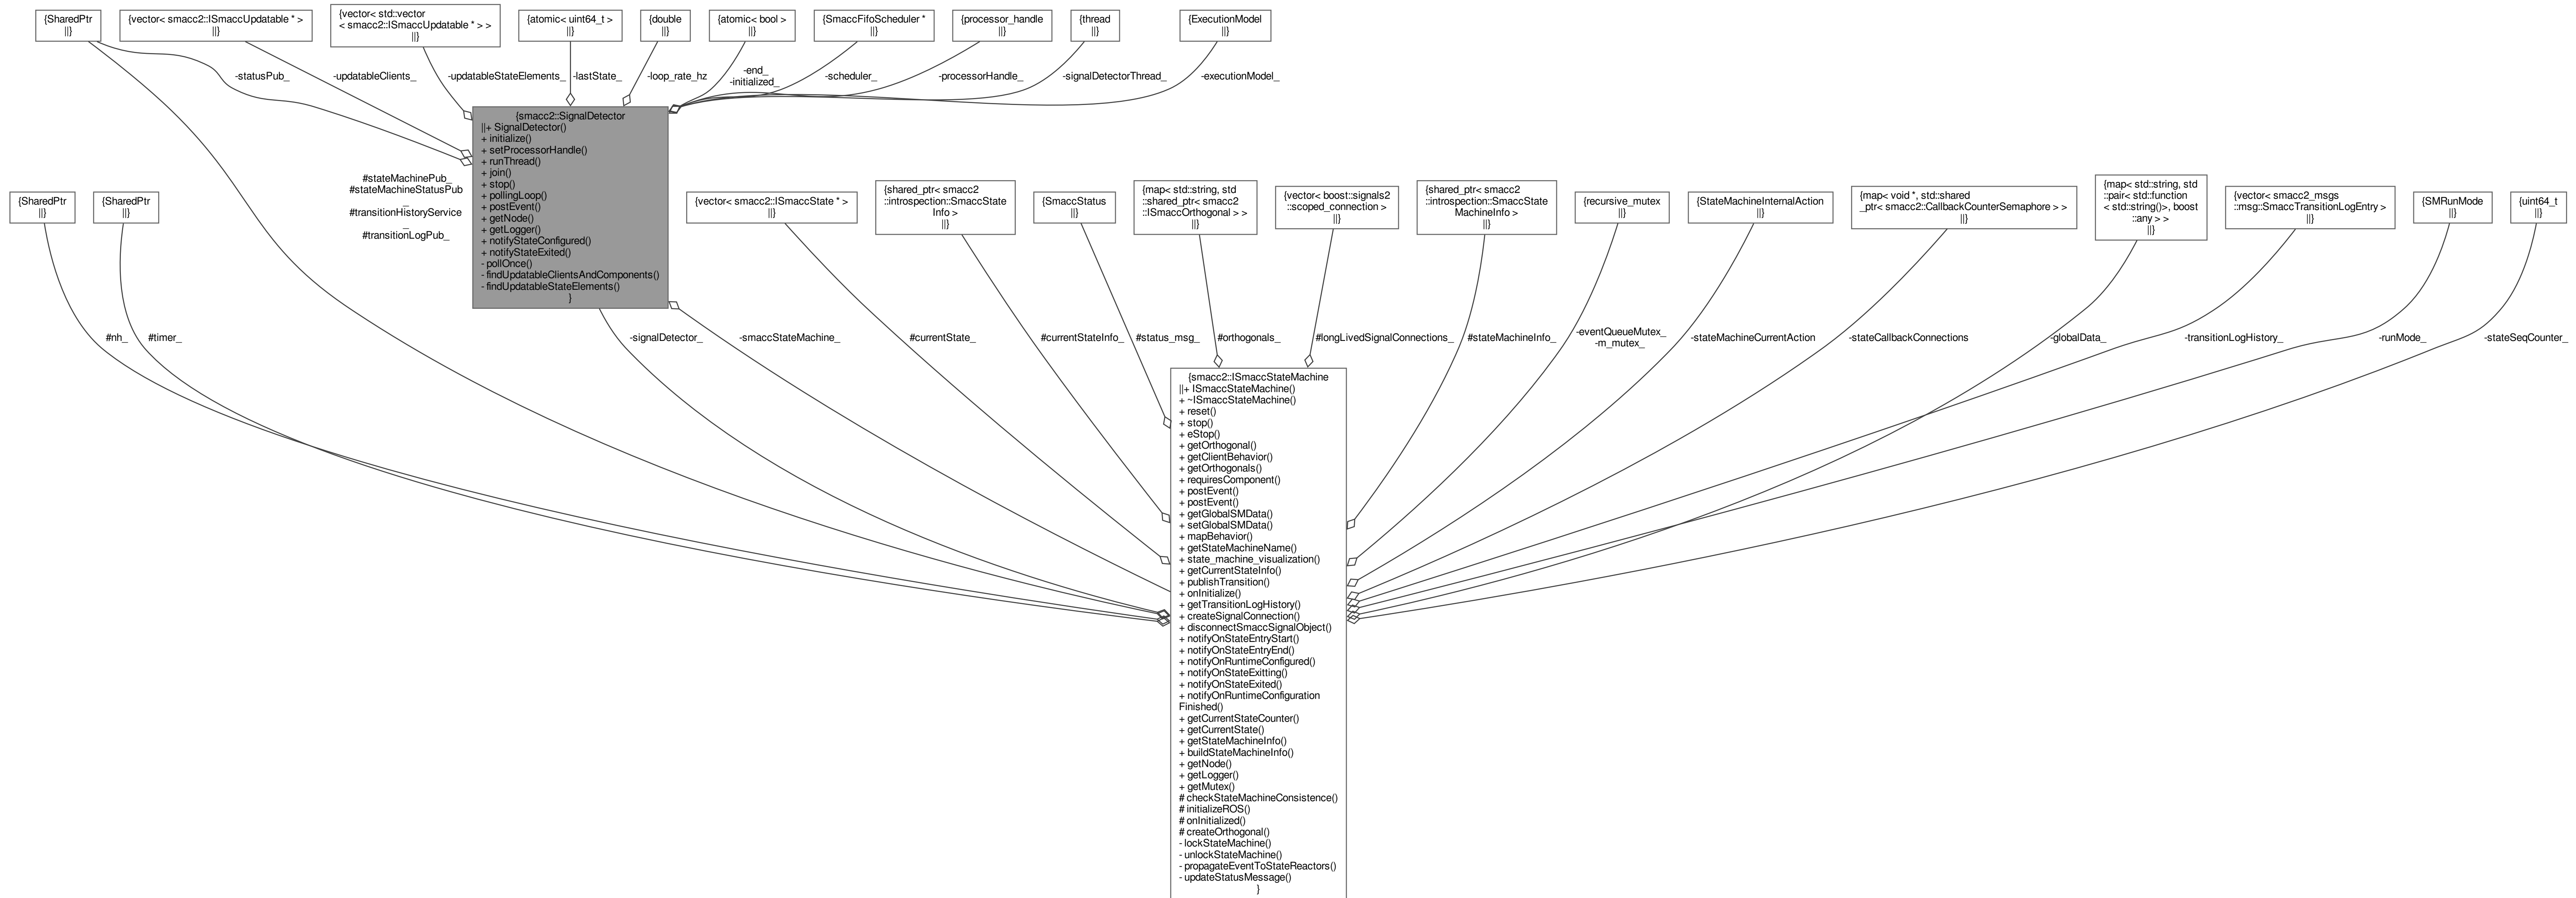 {SharedPtr
||}
{vector< smacc2::ISmaccUpdatable * >
||}
{vector< std::vector
< smacc2::ISmaccUpdatable * > >
||}
{atomic< uint64_t >
||}
{double
||}
{atomic< bool >
||}
{SmaccFifoScheduler *
||}
{processor_handle
||}
{thread
||}
{ExecutionModel
||}
-statusPub_
-updatableClients_
-updatableStateElements_
-lastState_
-loop_rate_hz
-end_
-initialized_
-scheduler_
-processorHandle_
-signalDetectorThread_
-executionModel_
{smacc2::SignalDetector
||+ SignalDetector()
+ initialize()
+ setProcessorHandle()
+ runThread()
+ join()
+ stop()
+ pollingLoop()
+ postEvent()
+ getNode()
+ getLogger()
+ notifyStateConfigured()
+ notifyStateExited()
- pollOnce()
- findUpdatableClientsAndComponents()
- findUpdatableStateElements()
}
#stateMachinePub_
#stateMachineStatusPub
_
#transitionHistoryService
_
#transitionLogPub_
{SharedPtr
||}
{SharedPtr
||}
{vector< smacc2::ISmaccState * >
||}
{shared_ptr< smacc2
::introspection::SmaccState
Info >
||}
{SmaccStatus
||}
{map< std::string, std
::shared_ptr< smacc2
::ISmaccOrthogonal > >
||}
{vector< boost::signals2
::scoped_connection >
||}
{shared_ptr< smacc2
::introspection::SmaccState
MachineInfo >
||}
{recursive_mutex
||}
{StateMachineInternalAction
||}
{map< void *, std::shared
_ptr< smacc2::CallbackCounterSemaphore > >
||}
{map< std::string, std
::pair< std::function
< std::string()>, boost
::any > >
||}
{vector< smacc2_msgs
::msg::SmaccTransitionLogEntry >
||}
{SMRunMode
||}
{uint64_t
||}
#nh_
#timer_
-signalDetector_
-smaccStateMachine_
#currentState_
#currentStateInfo_
#status_msg_
#orthogonals_
#longLivedSignalConnections_
#stateMachineInfo_
-eventQueueMutex_
-m_mutex_
-stateMachineCurrentAction
-stateCallbackConnections
-globalData_
-transitionLogHistory_
-runMode_
-stateSeqCounter_
{smacc2::ISmaccStateMachine
||+ ISmaccStateMachine()
+ ~ISmaccStateMachine()
+ reset()
+ stop()
+ eStop()
+ getOrthogonal()
+ getClientBehavior()
+ getOrthogonals()
+ requiresComponent()
+ postEvent()
+ postEvent()
+ getGlobalSMData()
+ setGlobalSMData()
+ mapBehavior()
+ getStateMachineName()
+ state_machine_visualization()
+ getCurrentStateInfo()
+ publishTransition()
+ onInitialize()
+ getTransitionLogHistory()
+ createSignalConnection()
+ disconnectSmaccSignalObject()
+ notifyOnStateEntryStart()
+ notifyOnStateEntryEnd()
+ notifyOnRuntimeConfigured()
+ notifyOnStateExitting()
+ notifyOnStateExited()
+ notifyOnRuntimeConfiguration
Finished()
+ getCurrentStateCounter()
+ getCurrentState()
+ getStateMachineInfo()
+ buildStateMachineInfo()
+ getNode()
+ getLogger()
+ getMutex()
# checkStateMachineConsistence()
# initializeROS()
# onInitialized()
# createOrthogonal()
- lockStateMachine()
- unlockStateMachine()
- propagateEventToStateReactors()
- updateStatusMessage()
}